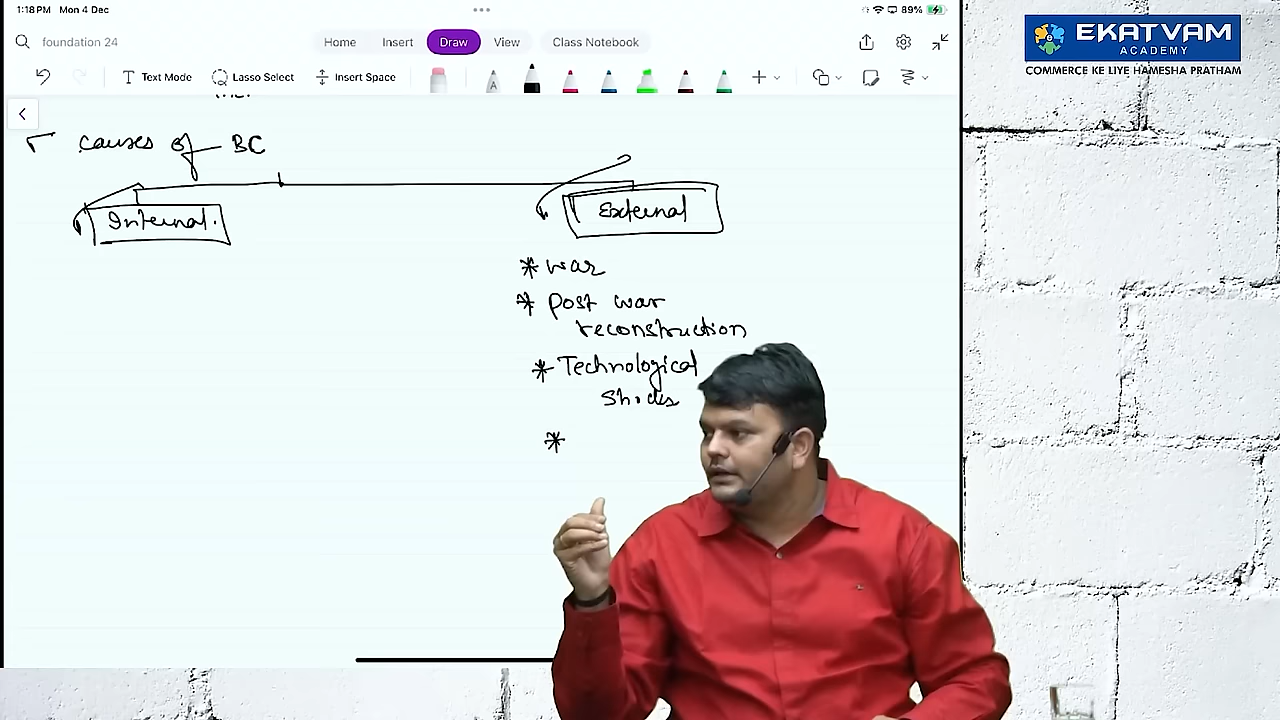 1:18 PM Mon 4 Dec
89%
foundation 24
Home Insert Draw View Class Notebook
Text Mode Lasso Select Insert Space
EKATVAM
ACADEMY
COMMERCE KE LIYE HAMESHA PRATHAM
causes of BC
Internal.
External
* war
* post war
reconstruction
* Technological
Shocks
*